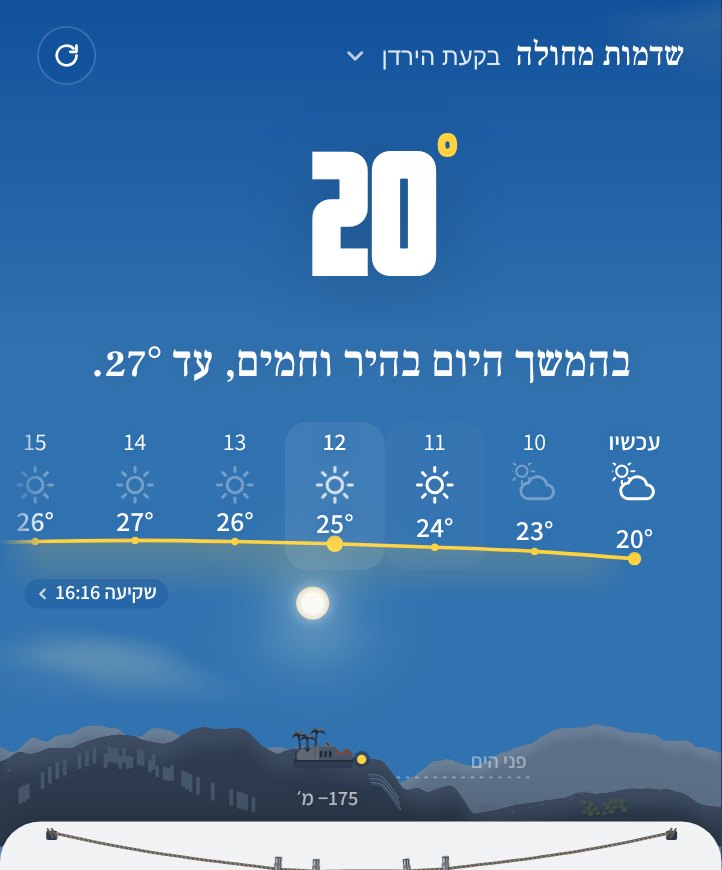 שדמות מחולה בקעת הירדן
20°
בהמשך היום בהיר וחמים, עד 27°.
עכשיו 10 11 12 13 14 15
20° 23° 24° 25° 26° 27° 26°
שקיעה 16:16
פני הים
−175 מ׳